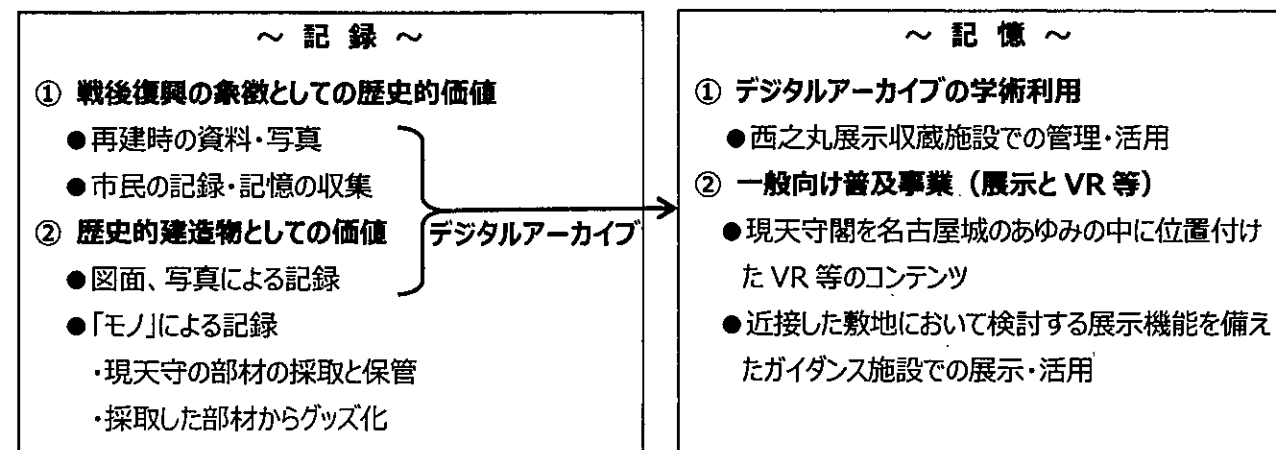 ～ 記 録 ～
① 戦後復興の象徴としての歴史的価値
●再建時の資料・写真
●市民の記録・記憶の収集
② 歴史的建造物としての価値
●図面、写真による記録
●「モノ」による記録
・現天守の部材の採取と保管
・採取した部材からグッズ化
デジタルアーカイブ
～ 記 憶 ～
① デジタルアーカイブの学術利用
●西之丸展示収蔵施設での管理・活用
② 一般向け普及事業（展示と VR 等）
●現天守閣を名古屋城のあゆみの中に位置付け
た VR 等のコンテンツ
●近接した敷地において検討する展示機能を備え
たガイダンス施設での展示・活用